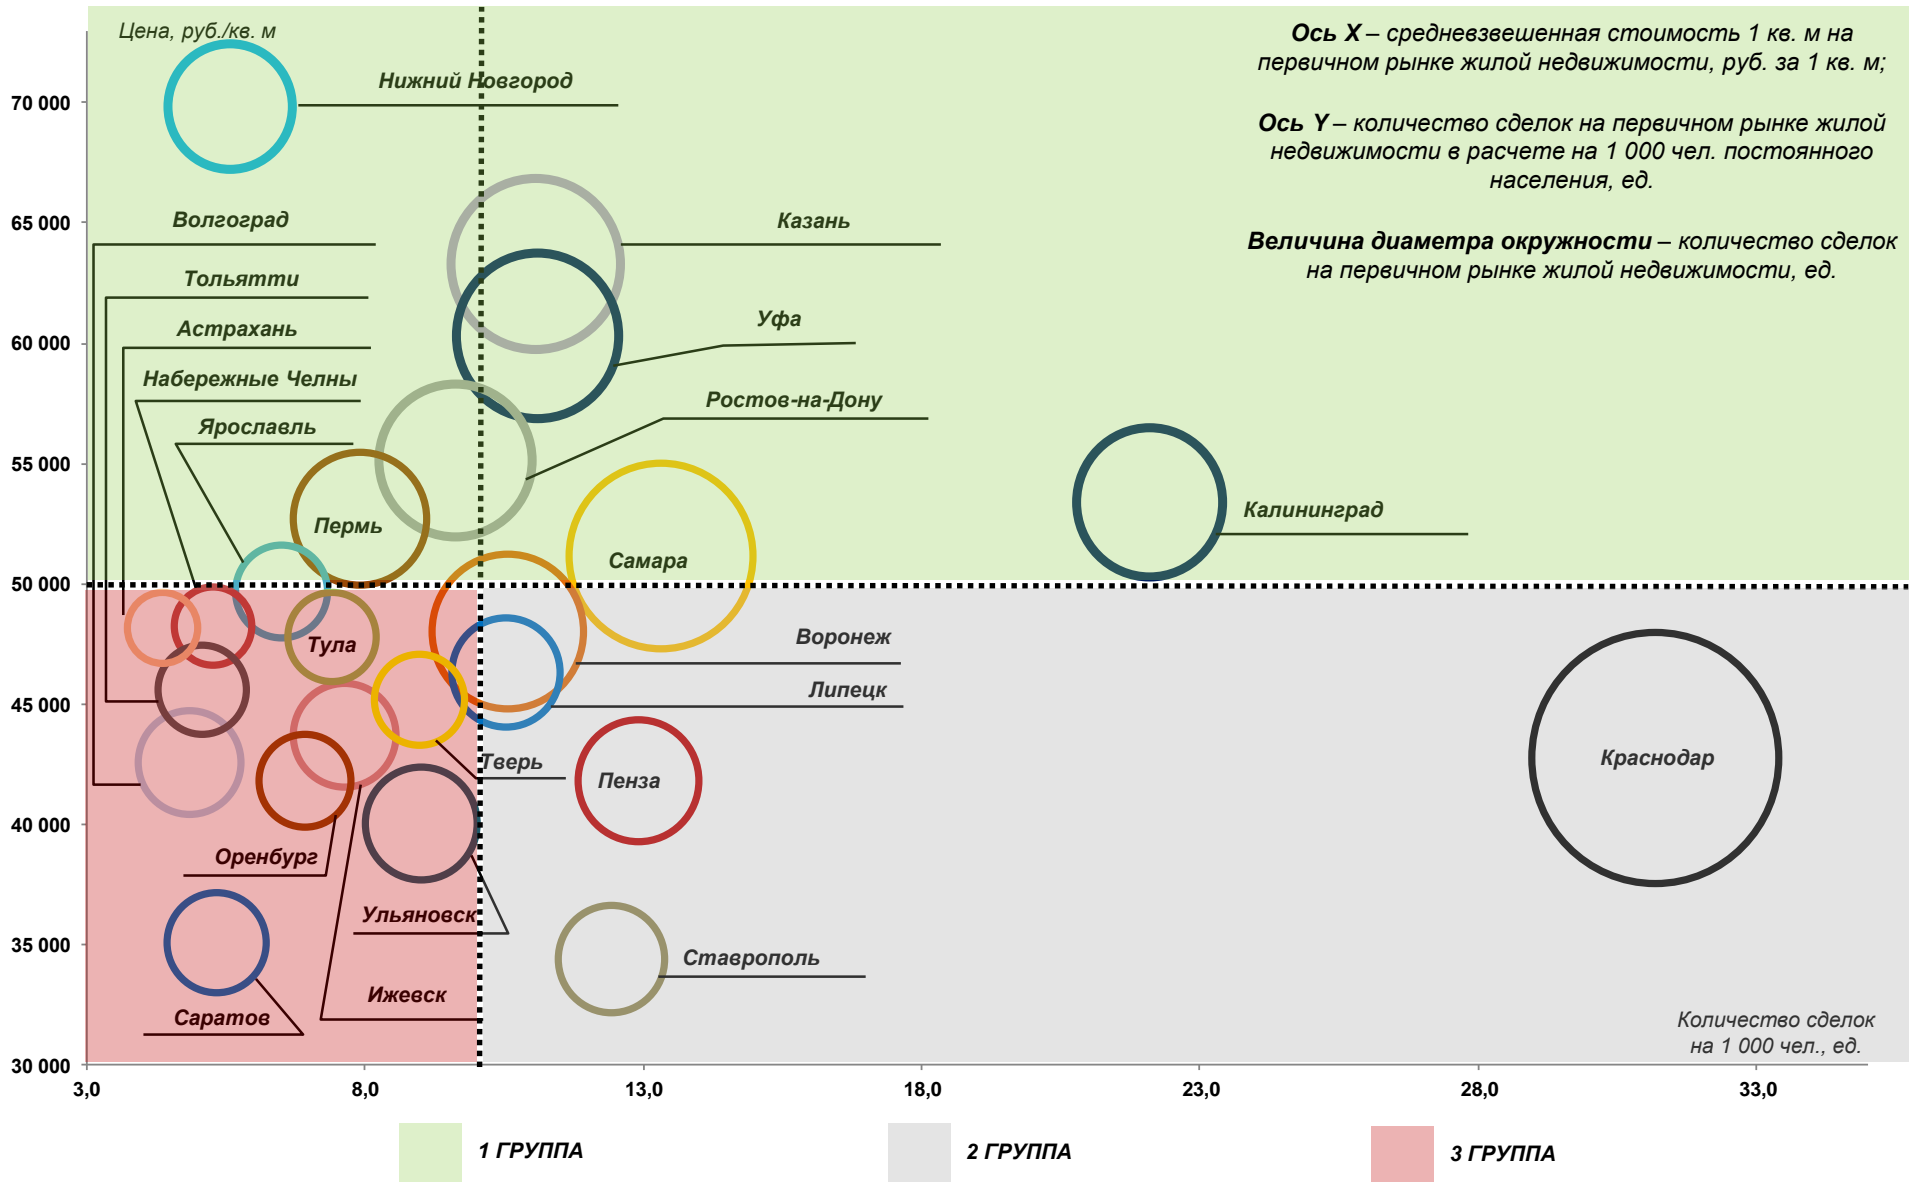 Цена, руб./кв. м
Ось X – средневзвешенная стоимость 1 кв. м на
первичном рынке жилой недвижимости, руб. за 1 кв. м;
Ось Y – количество сделок на первичном рынке жилой
недвижимости в расчете на 1 000 чел. постоянного
населения, ед.
Величина диаметра окружности – количество сделок
на первичном рынке жилой недвижимости, ед.
70 000
65 000
60 000
55 000
50 000
45 000
40 000
35 000
30 000
Нижний Новгород
Волгоград
Казань
Тольятти
Уфа
Астрахань
Набережные Челны
Ростов-на-Дону
Ярославль
Калининград
Пермь
Самара
Тула
Воронеж
Липецк
Тверь
Пенза
Краснодар
Оренбург
Ульяновск
Ставрополь
Ижевск
Саратов
Количество сделок
на 1 000 чел., ед.
3,0
8,0
13,0
18,0
23,0
28,0
33,0
1 ГРУППА
2 ГРУППА
3 ГРУППА